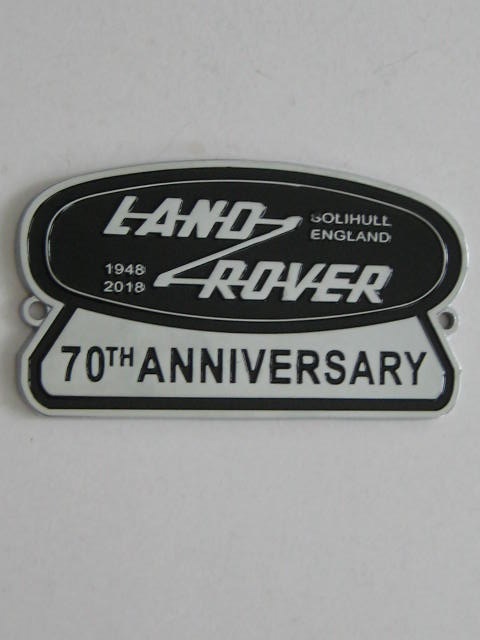 LAND
SOLIHULL
ENGLAND
1948
2018
ROVER
70TH ANNIVERSARY